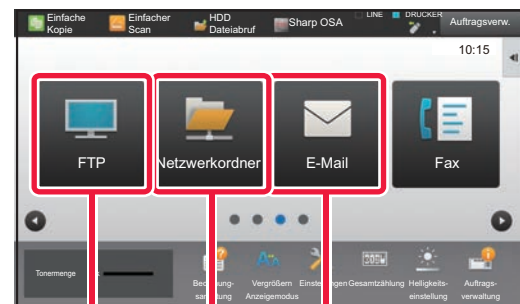 Einfache Kopie
Einfacher Scan
HDD Dateiabruf
Sharp OSA
LINE
DRUCKER
Auftragsverw.
10:15
FTP
Netzwerkordner
E-Mail
Fax
Tonermenge
Vergrößern Anzeigemodus
Gesamtzählung
Helligkeits-
einstellung
Auftrags-
verwaltung